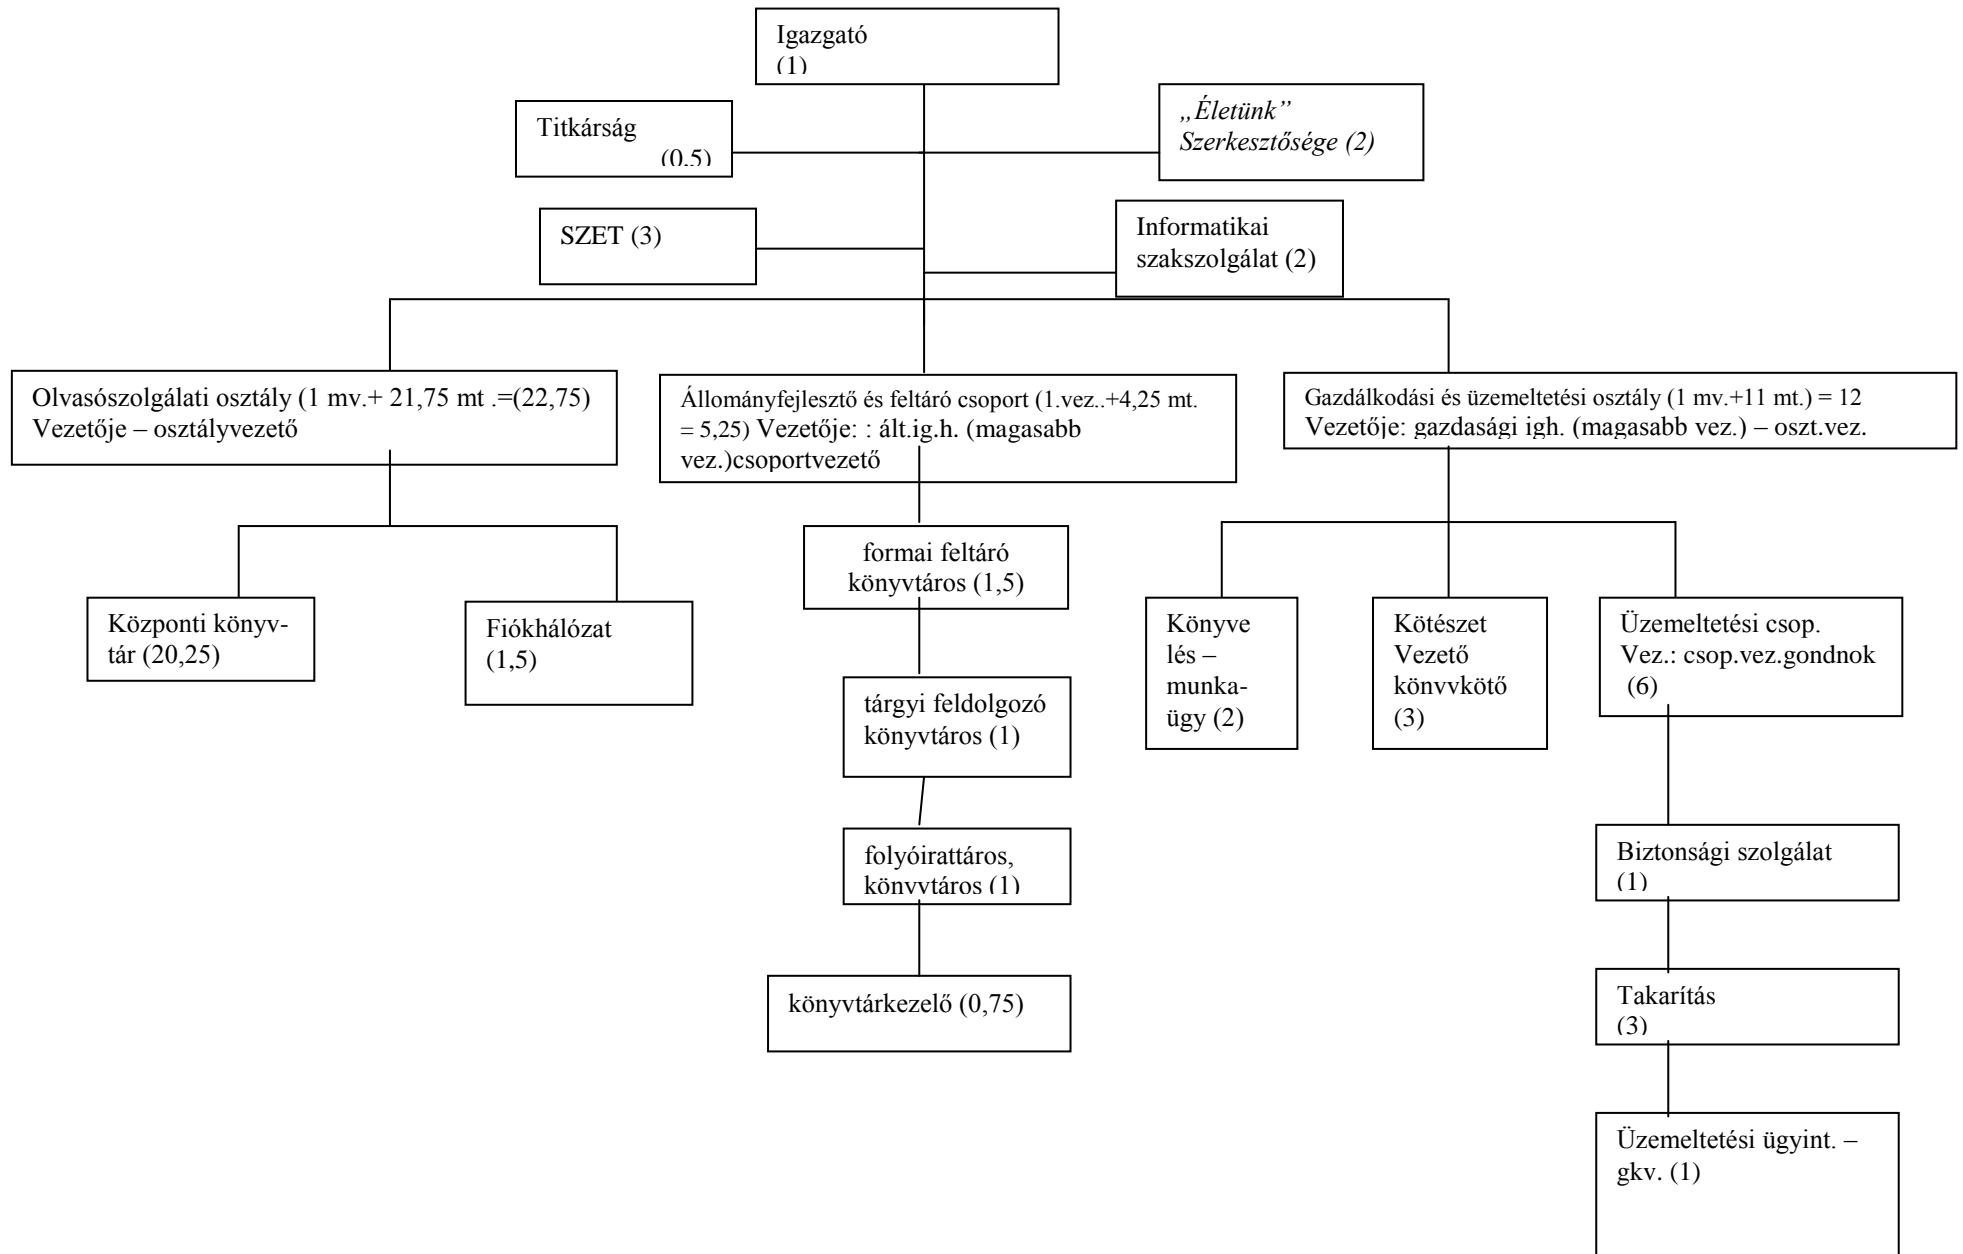 Igazgató
(1)
Titkárság
(0,5)
„Életünk”
Szerkesztősége (2)
SZET (3)
Informatikai
szakszolgálat (2)
Olvasószolgálati osztály (1 mv.+ 21,75 mt .=(22,75)
Vezetője – osztályvezető
Állományfejlesztő és feltáró csoport (1.vez..+4,25 mt.
= 5,25) Vezetője: : ált.ig.h. (magasabb
vez.)csoportvezető
Gazdálkodási és üzemeltetési osztály (1 mv.+11 mt.) = 12
Vezetője: gazdasági igh. (magasabb vez.) – oszt.vez.
Központi könyv-
tár (20,25)
Fiókhálózat
(1,5)
formai feltáró
könyvtáros (1,5)
tárgyi feldolgozó
könyvtáros (1)
folyóirattáros,
könyvtáros (1)
könyvtárkezelő (0,75)
Könyve
lés –
munka-
ügy (2)
Kötészet
Vezető
könyvkötő
(3)
Üzemeltetési csop.
Vez.: csop.vez.gondnok
(6)
Biztonsági szolgálat
(1)
Takarítás
(3)
Üzemeltetési ügyint. –
gkv. (1)